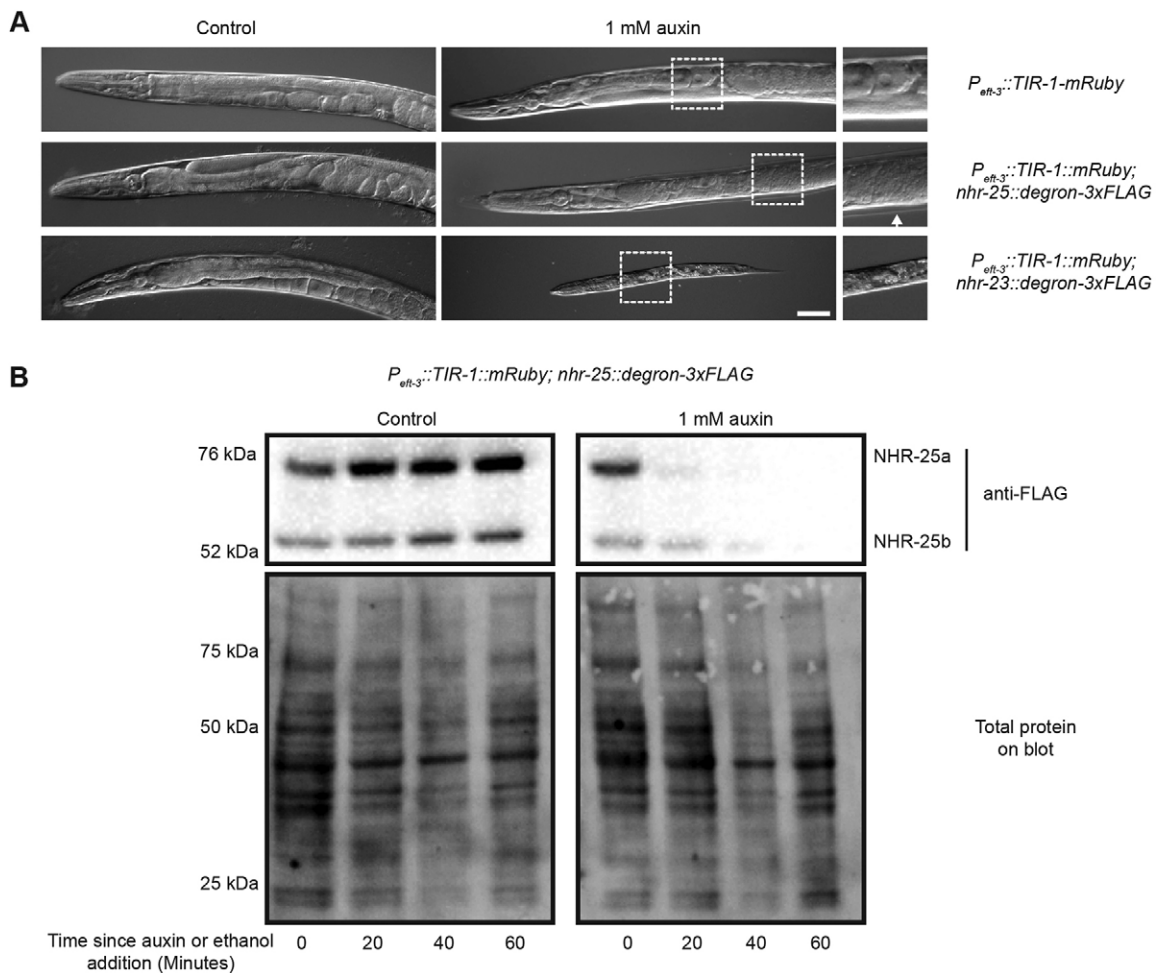 A
Control
1 mM auxin
Peft-3::TIR-1-mRuby
Peft-3::TIR-1::mRuby;
nhr-25::degron-3xFLAG
Peft-3::TIR-1::mRuby;
nhr-23::degron-3xFLAG
B
Peft-3::TIR-1::mRuby; nhr-25::degron-3xFLAG
Control
1 mM auxin
76 kDa
NHR-25a
anti-FLAG
52 kDa
NHR-25b
75 kDa
50 kDa
Total protein
on blot
25 kDa
Time since auxin or ethanol
addition (Minutes)
0 20 40 60
0 20 40 60